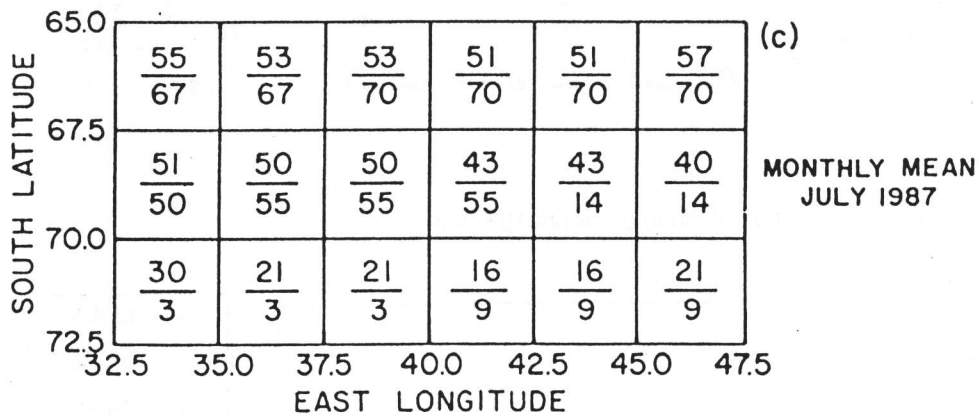 65.0
(c)
55 53 53 51 51 57
67 67 70 70 70 70
67.5
51 50 50 43 43 40
50 55 55 55 14 14
MONTHLY MEAN
JULY 1987
70.0
30 21 21 16 16 21
3 3 3 9 9 9
72.5
32.5 35.0 37.5 40.0 42.5 45.0 47.5
EAST LONGITUDE
SOUTH LATITUDE